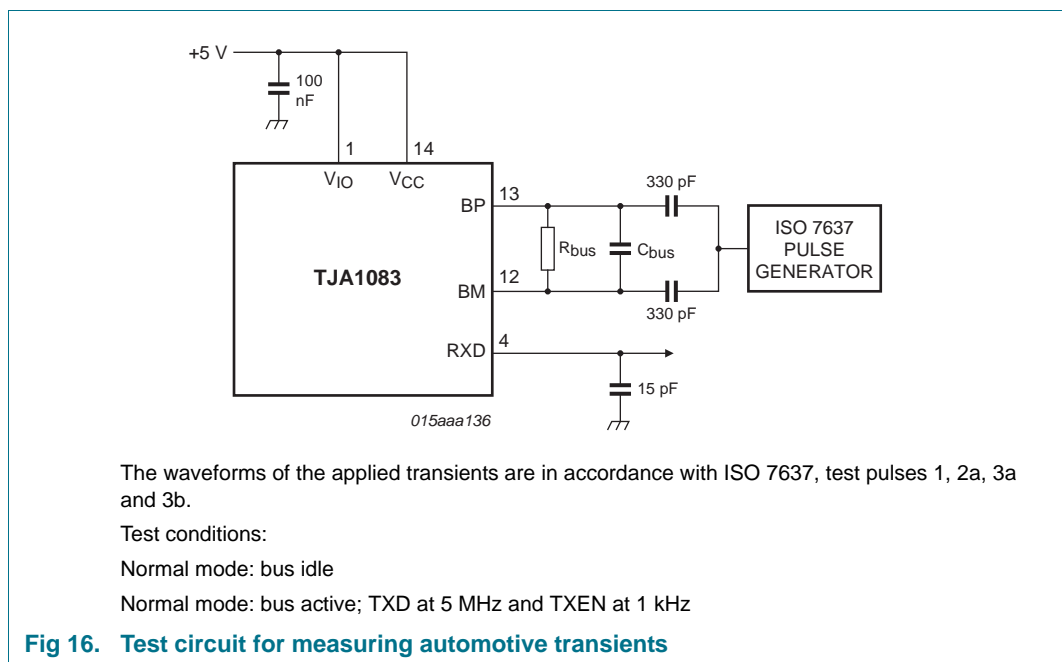 +5 V
100
nF
1
14
VIO
VCC
BP
13
330 pF
Rbus
Cbus
ISO 7637
PULSE
GENERATOR
TJA1083
BM
12
330 pF
RXD
4
15 pF
015aaa136
The waveforms of the applied transients are in accordance with ISO 7637, test pulses 1, 2a, 3a
and 3b.
Test conditions:
Normal mode: bus idle
Normal mode: bus active; TXD at 5 MHz and TXEN at 1 kHz
Fig 16. Test circuit for measuring automotive transients